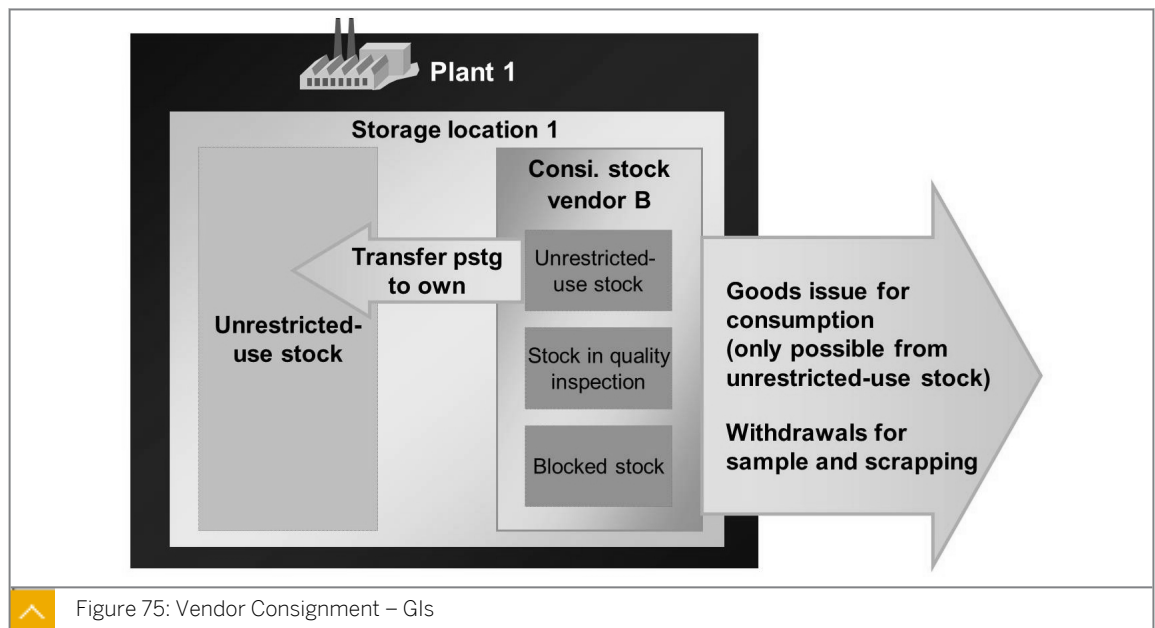 Plant 1
Storage location 1
Consi. stock
vendor B
Transfer pstg
to own
Unrestricted-
use stock
Unrestricted-
use stock
Stock in quality
inspection
Blocked stock
Goods issue for
consumption
(only possible from
unrestricted-use stock)
Withdrawals for
sample and scrapping
Figure 75: Vendor Consignment – GIs